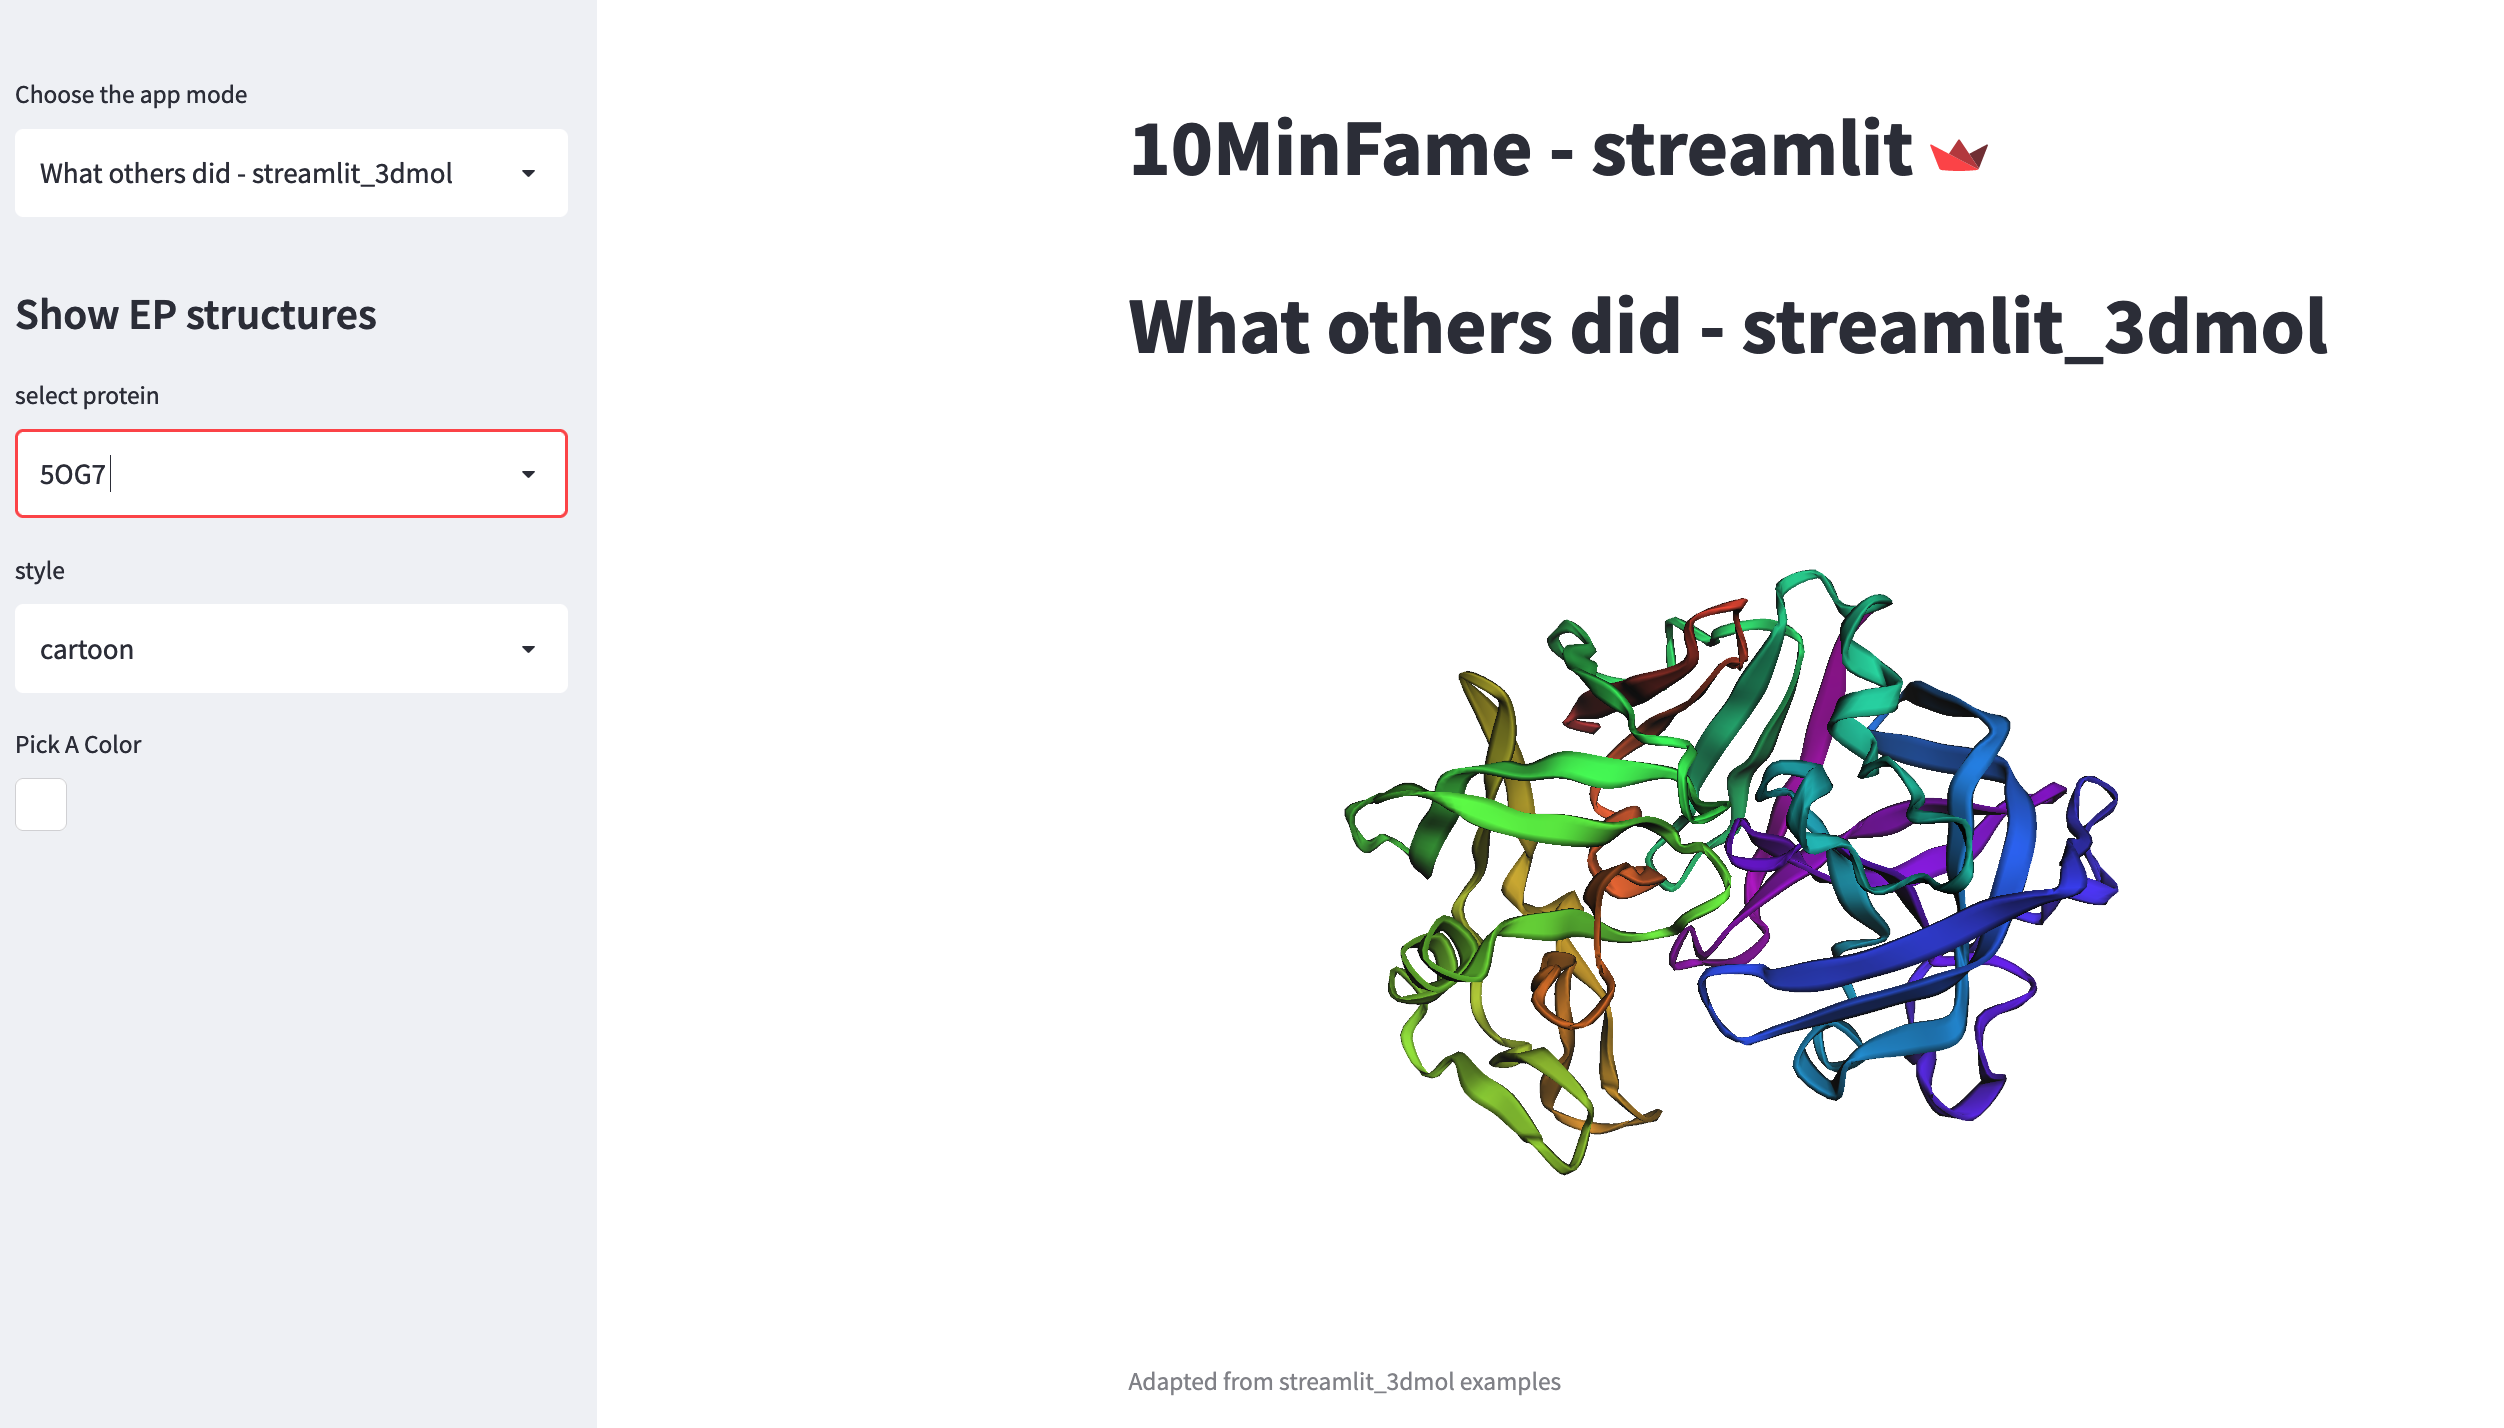 Choose the app mode
What others did - streamlit_3dmol
Show EP structures
select protein
5OG7
style
cartoon
Pick A Color
10MinFame - streamlit
What others did - streamlit_3dmol
Adapted from streamlit_3dmol examples